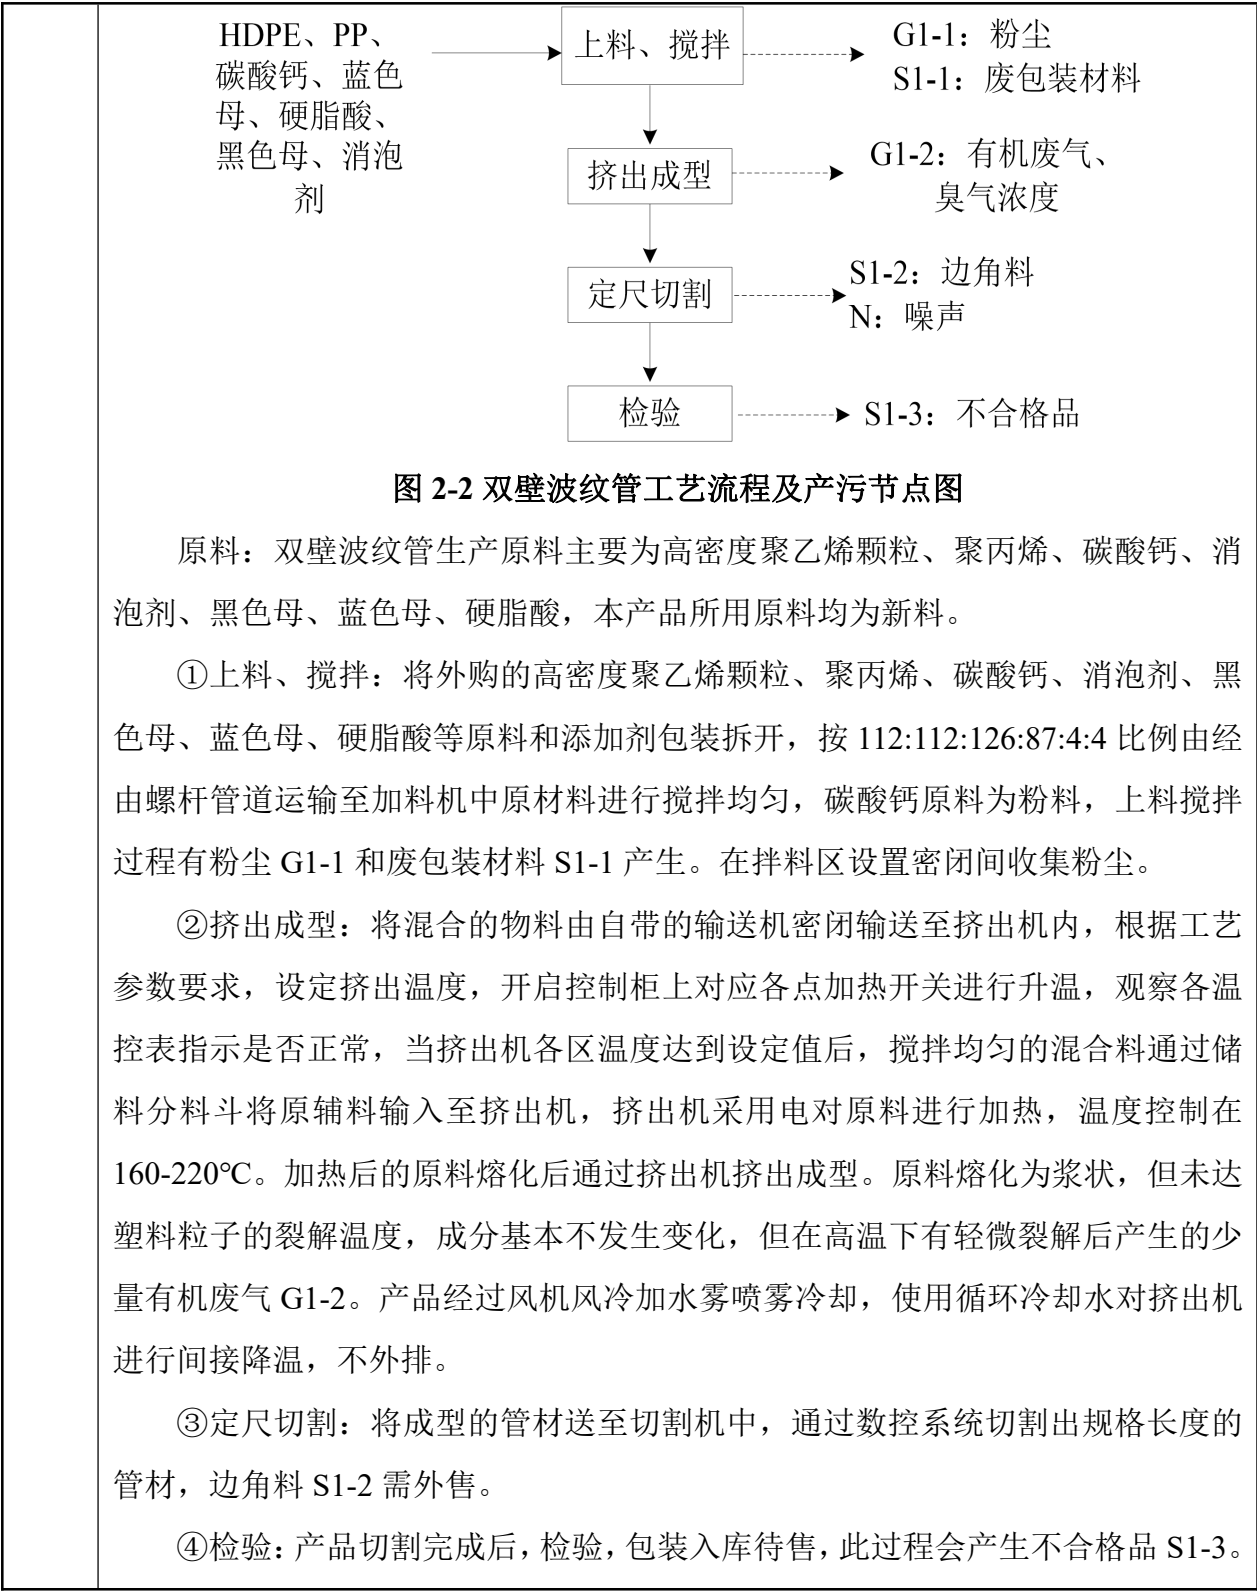 HDPE、PP、
碳酸钙、蓝色
母、硬脂酸、
黑色母、消泡
剂
上料、搅拌
G1-1：粉尘
S1-1：废包装材料
挤出成型
G1-2：有机废气、
臭气浓度
定尺切割
S1-2：边角料
N：噪声
检验
S1-3：不合格品
图 2-2 双壁波纹管工艺流程及产污节点图
原料：双壁波纹管生产原料主要为高密度聚乙烯颗粒、聚丙烯、碳酸钙、消
泡剂、黑色母、蓝色母、硬脂酸，本产品所用原料均为新料。
①上料、搅拌：将外购的高密度聚乙烯颗粒、聚丙烯、碳酸钙、消泡剂、黑
色母、蓝色母、硬脂酸等原料和添加剂包装拆开，按 112:112:126:87:4:4 比例由经
由螺杆管道运输至加料机中原材料进行搅拌均匀，碳酸钙原料为粉料，上料搅拌
过程有粉尘 G1-1 和废包装材料 S1-1 产生。在拌料区设置密闭间收集粉尘。
②挤出成型：将混合的物料由自带的输送机密闭输送至挤出机内，根据工艺
参数要求，设定挤出温度，开启控制柜上对应各点加热开关进行升温，观察各温
控表指示是否正常，当挤出机各区温度达到设定值后，搅拌均匀的混合料通过储
料分料斗将原辅料输入至挤出机，挤出机采用电对原料进行加热，温度控制在
160-220℃。加热后的原料熔化后通过挤出机挤出成型。原料熔化为浆状，但未达
塑料粒子的裂解温度，成分基本不发生变化，但在高温下有轻微裂解后产生的少
量有机废气 G1-2。产品经过风机风冷加水雾喷雾冷却，使用循环冷却水对挤出机
进行间接降温，不外排。
③定尺切割：将成型的管材送至切割机中，通过数控系统切割出规格长度的
管材，边角料 S1-2 需外售。
④检验：产品切割完成后，检验，包装入库待售，此过程会产生不合格品 S1-3。